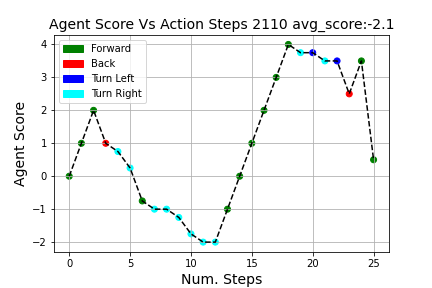 Agent Score Vs Action Steps 2110 avg_score:-2.1
Agent Score
4
3
2
1
0
−1
−2
Forward
Back
Turn Left
Turn Right
0 5 10 15 20 25
Num. Steps